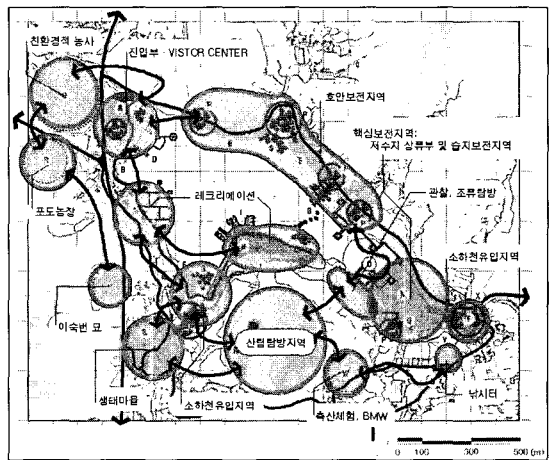 친환경적 농사
진입부 · VISTOR CENTER
호안보전지역
핵심보전지역:
저수지 상류부 및 습지보전지역
레크리에이션
관찰, 조류탐방
포도농장
소하천유입지역
이숙번 묘
산림탐방지역
생태마을
소하천유입지역
축산체험, BMW
낚시터
0 100 300 500 (m)